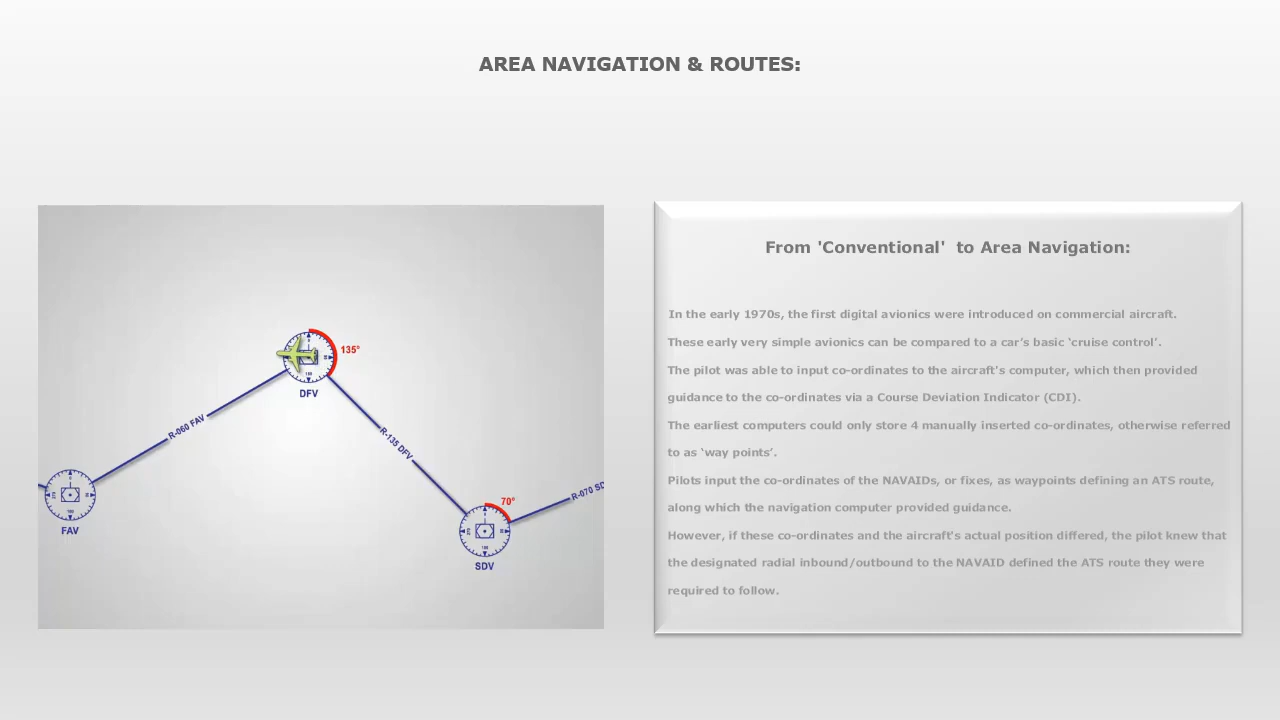 AREA NAVIGATION & ROUTES:
135°
DFV
R-060 FAV
R-135 DFV
FAV
70°
R-070 SD
SDV
From 'Conventional'  to Area Navigation:
In the early 1970s, the first digital avionics were introduced on commercial aircraft.
These early very simple avionics can be compared to a car’s basic ‘cruise control’.
The pilot was able to input co-ordinates to the aircraft's computer, which then provided
guidance to the co-ordinates via a Course Deviation Indicator (CDI).
The earliest computers could only store 4 manually inserted co-ordinates, otherwise referred
to as ‘way points’.
Pilots input the co-ordinates of the NAVAIDs, or fixes, as waypoints defining an ATS route,
along which the navigation computer provided guidance.
However, if these co-ordinates and the aircraft’s actual position differed, the pilot knew that
the designated radial inbound/outbound to the NAVAID defined the ATS route they were
required to follow.